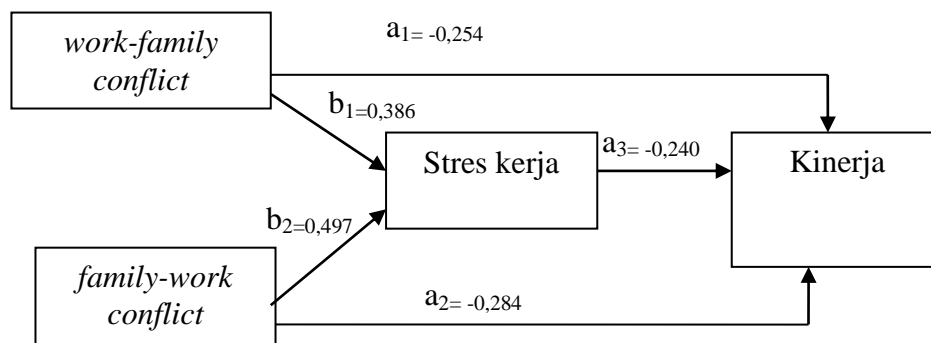 a1= -0,254
work-family
conflict
b1=0,386
Stres kerja
a3= -0,240
Kinerja
b2=0,497
family-work
conflict
a2= -0,284